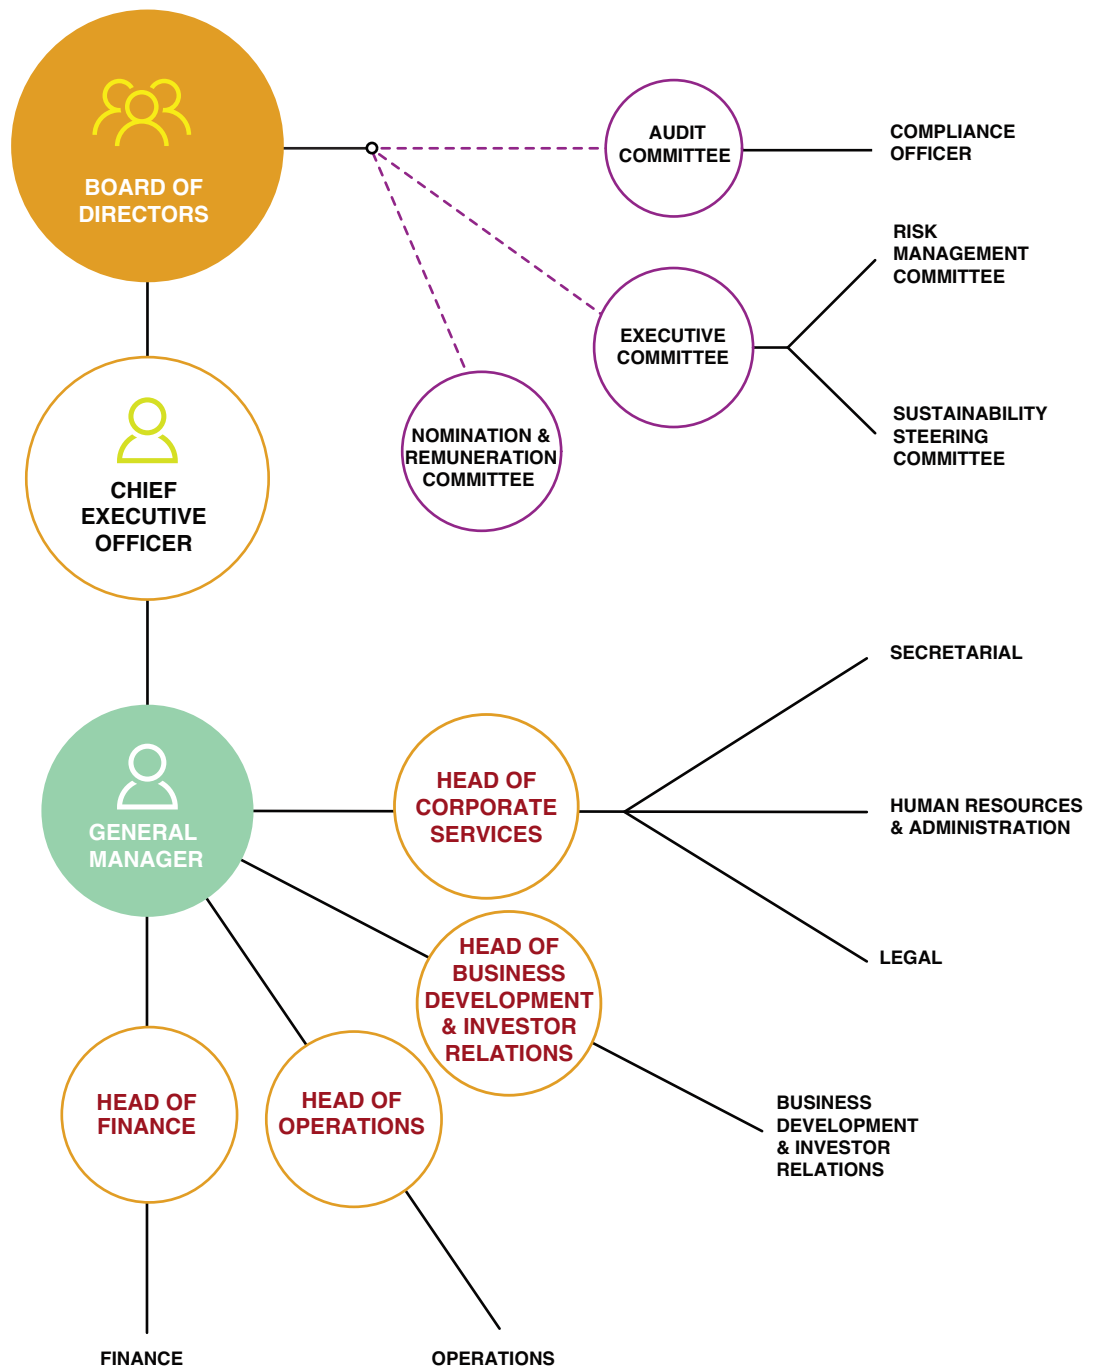 BOARD OF
DIRECTORS
AUDIT
COMMITTEE
COMPLIANCE
OFFICER
RISK
MANAGEMENT
COMMITTEE
EXECUTIVE
COMMITTEE
SUSTAINABILITY
STEERING
COMMITTEE
NOMINATION &
REMUNERATION
COMMITTEE
CHIEF
EXECUTIVE
OFFICER
GENERAL
MANAGER
HEAD OF
CORPORATE
SERVICES
SECRETARIAL
HUMAN RESOURCES
& ADMINISTRATION
LEGAL
HEAD OF
BUSINESS
DEVELOPMENT
& INVESTOR
RELATIONS
BUSINESS
DEVELOPMENT
& INVESTOR
RELATIONS
HEAD OF
FINANCE
HEAD OF
OPERATIONS
FINANCE
OPERATIONS